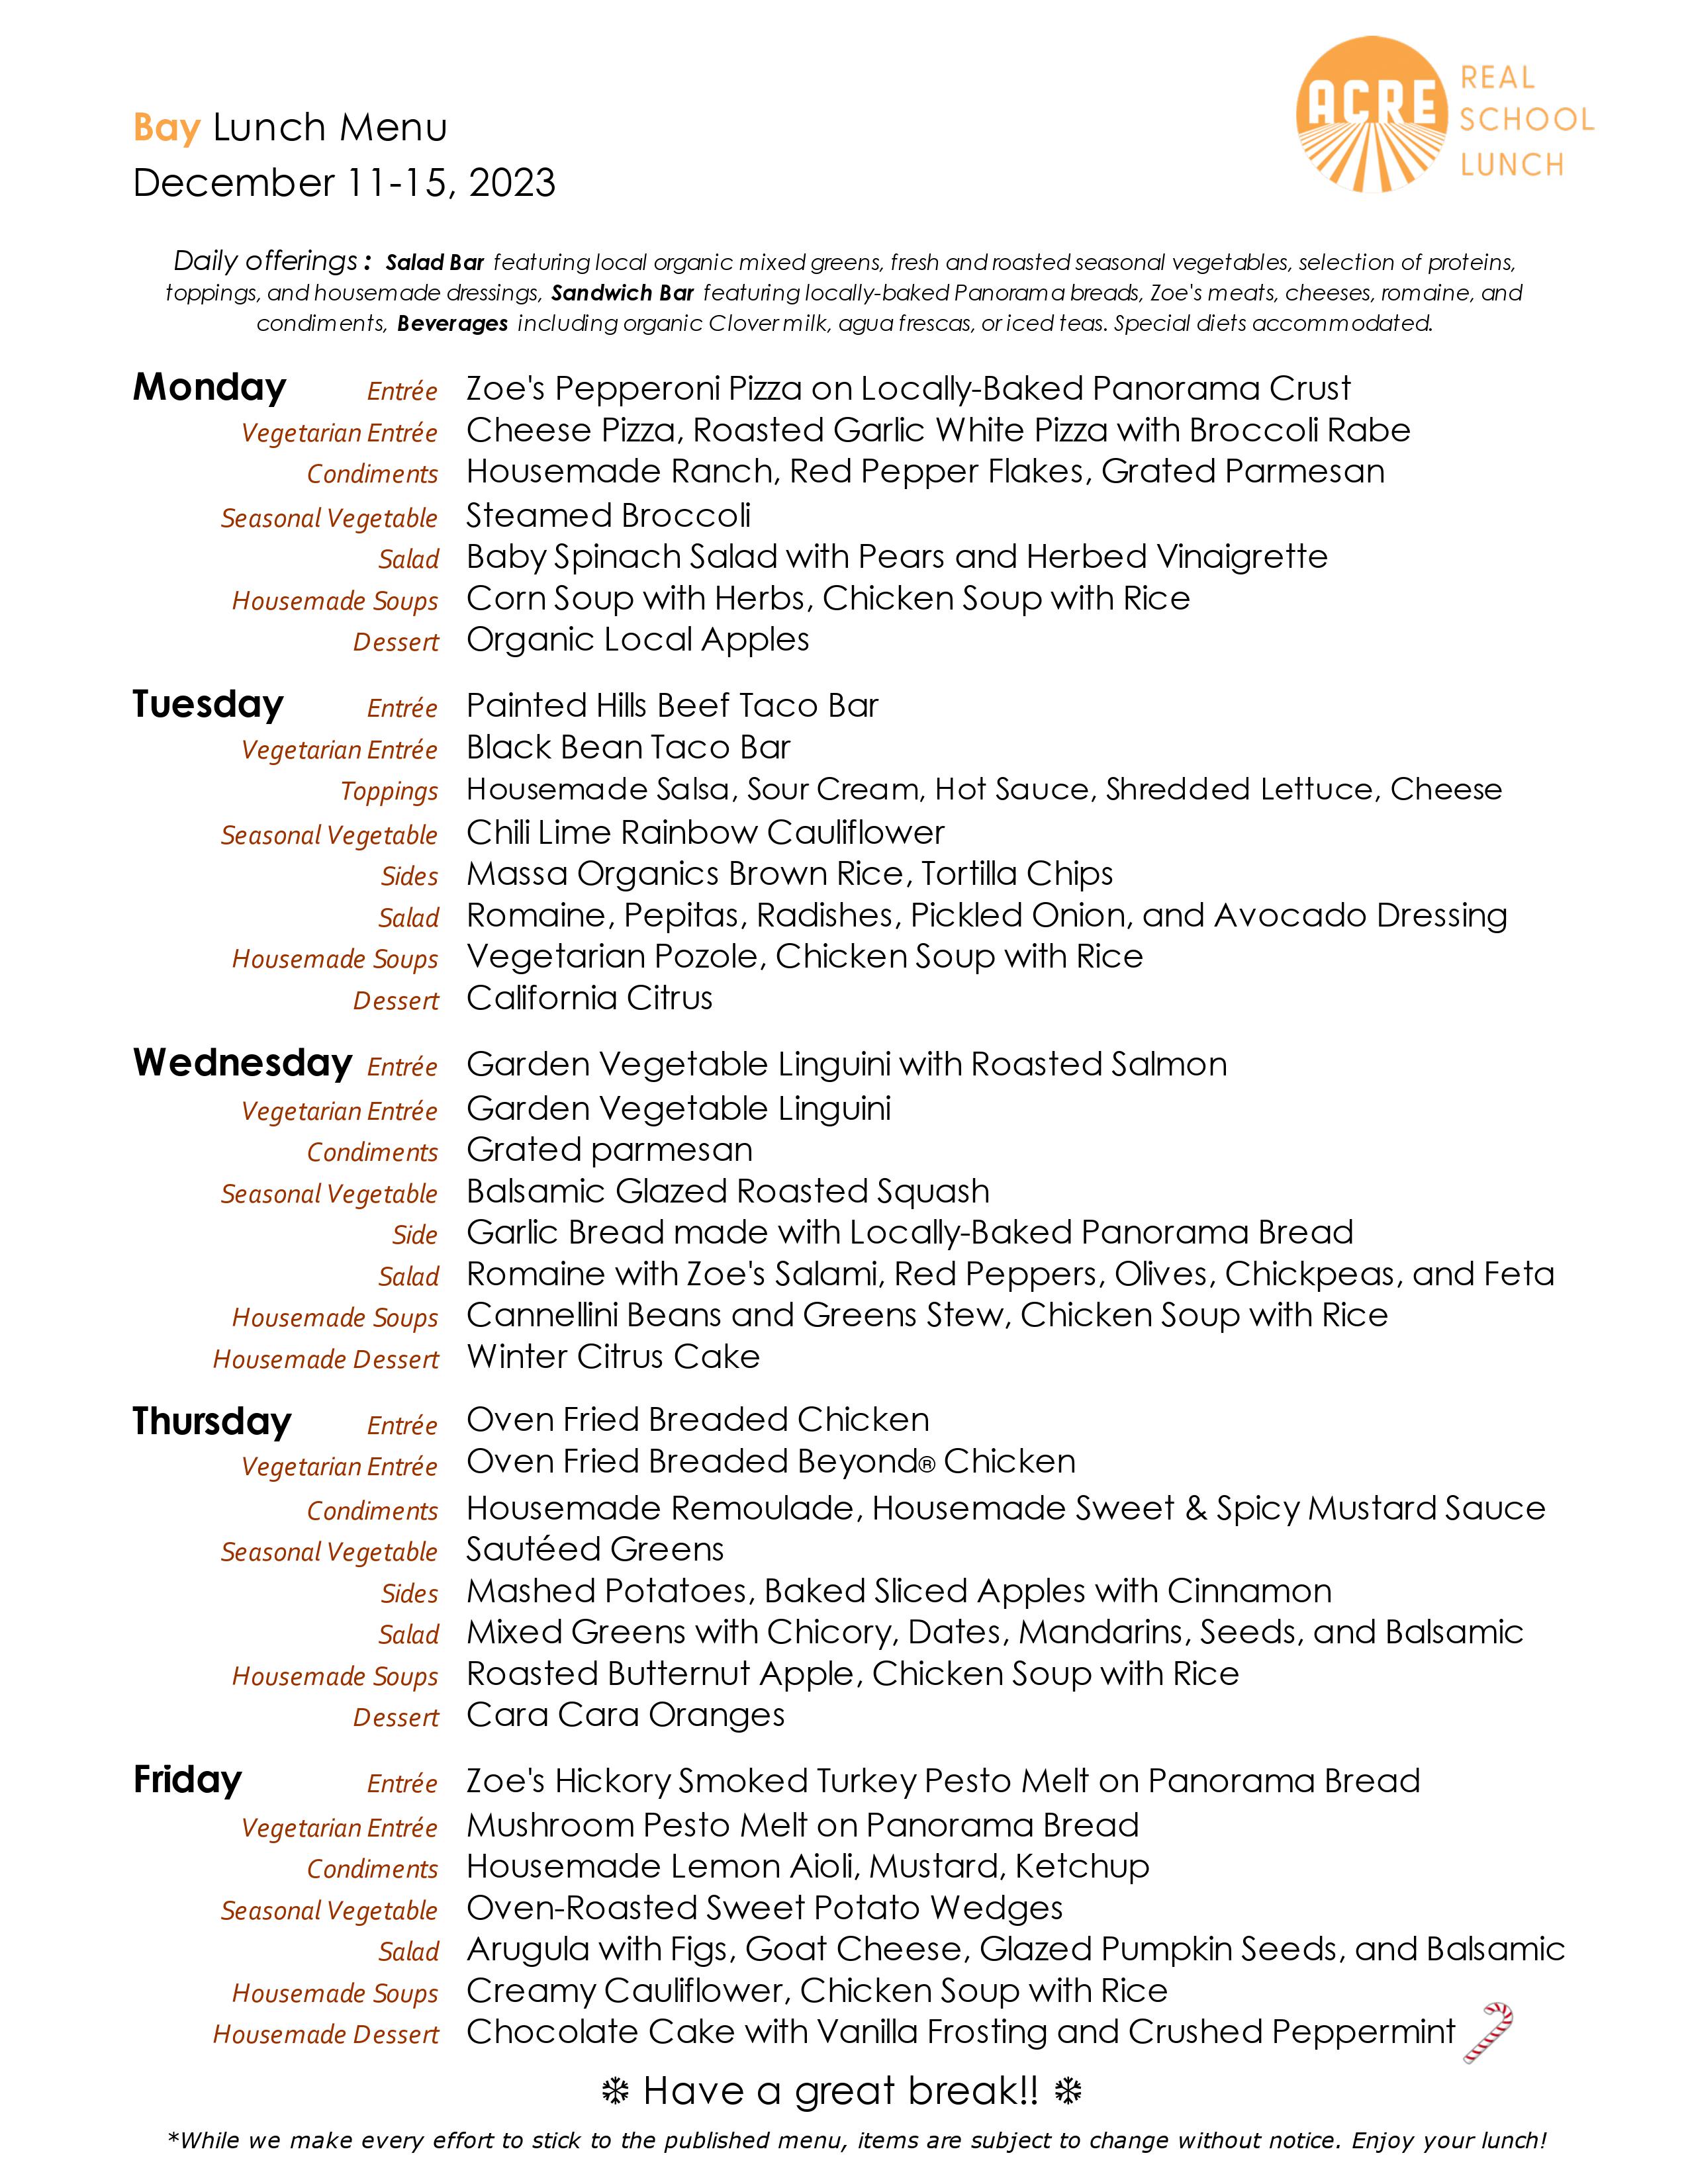 ACRE
REAL
SCHOOL
LUNCH
Bay Lunch Menu
December 11-15, 2023
Daily offerings: Salad Bar featuring local organic mixed greens, fresh and roasted seasonal vegetables, selection of proteins,
toppings, and housemade dressings, Sandwich Bar featuring locally-baked Panorama breads, Zoe's meats, cheeses, romaine, and
condiments, Beverages including organic Clover milk, agua frescas, or iced teas. Special diets accommodated.
Monday Entrée Zoe's Pepperoni Pizza on Locally-Baked Panorama Crust
Vegetarian Entrée Cheese Pizza, Roasted Garlic White Pizza with Broccoli Rabe
Condiments Housemade Ranch, Red Pepper Flakes, Grated Parmesan
Seasonal Vegetable Steamed Broccoli
Salad Baby Spinach Salad with Pears and Herbed Vinaigrette
Housemade Soups Corn Soup with Herbs, Chicken Soup with Rice
Dessert Organic Local Apples
Tuesday Entrée Painted Hills Beef Taco Bar
Vegetarian Entrée Black Bean Taco Bar
Toppings Housemade Salsa, Sour Cream, Hot Sauce, Shredded Lettuce, Cheese
Seasonal Vegetable Chili Lime Rainbow Cauliflower
Sides Massa Organics Brown Rice, Tortilla Chips
Salad Romaine, Pepitas, Radishes, Pickled Onion, and Avocado Dressing
Housemade Soups Vegetarian Pozole, Chicken Soup with Rice
Dessert California Citrus
Wednesday Entrée Garden Vegetable Linguini with Roasted Salmon
Vegetarian Entrée Garden Vegetable Linguini
Condiments Grated parmesan
Seasonal Vegetable Balsamic Glazed Roasted Squash
Side Garlic Bread made with Locally-Baked Panorama Bread
Salad Romaine with Zoe's Salami, Red Peppers, Olives, Chickpeas, and Feta
Housemade Soups Cannellini Beans and Greens Stew, Chicken Soup with Rice
Housemade Dessert Winter Citrus Cake
Thursday Entrée Oven Fried Breaded Chicken
Vegetarian Entrée Oven Fried Breaded Beyond® Chicken
Condiments Housemade Remoulade, Housemade Sweet & Spicy Mustard Sauce
Seasonal Vegetable Sautéed Greens
Sides Mashed Potatoes, Baked Sliced Apples with Cinnamon
Salad Mixed Greens with Chicory, Dates, Mandarins, Seeds, and Balsamic
Housemade Soups Roasted Butternut Apple, Chicken Soup with Rice
Dessert Cara Cara Oranges
Friday Entrée Zoe's Hickory Smoked Turkey Pesto Melt on Panorama Bread
Vegetarian Entrée Mushroom Pesto Melt on Panorama Bread
Condiments Housemade Lemon Aioli, Mustard, Ketchup
Seasonal Vegetable Oven-Roasted Sweet Potato Wedges
Salad Arugula with Figs, Goat Cheese, Glazed Pumpkin Seeds, and Balsamic
Housemade Soups Creamy Cauliflower, Chicken Soup with Rice
Housemade Dessert Chocolate Cake with Vanilla Frosting and Crushed Peppermint
❄ Have a great break!! ❄
*While we make every effort to stick to the published menu, items are subject to change without notice. Enjoy your lunch!